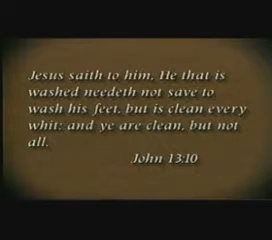 Jesus saith to him, He that is
washed needeth not save to
wash his feet, but is clean every
whit: and ye are clean, but not
all.
John 13:10